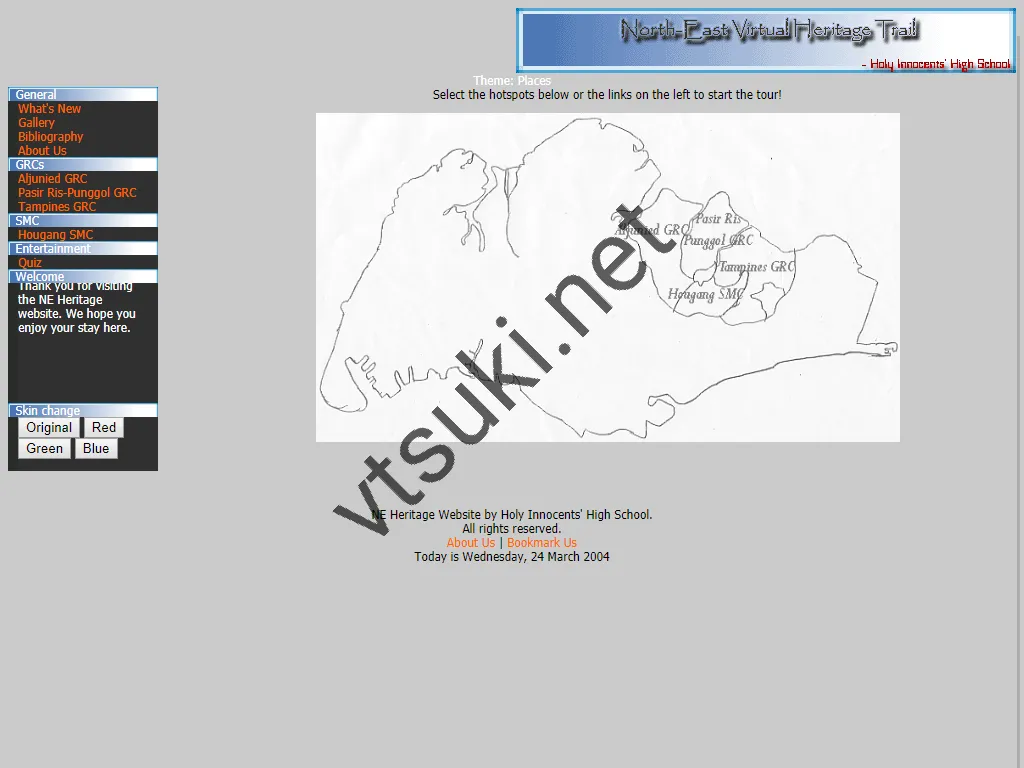 North-East Virtual Heritage Trail
- Holy Innocents' High School
Theme: Places
Select the hotspots below or the links on the left to start the tour!
General
What's New
Gallery
Bibliography
About Us
GRCs
Aljunied GRC
Pasir Ris-Punggol GRC
Tampines GRC
SMC
Hougang SMC
Entertainment
Quiz
Welcome
Thank you for visiting
the NE Heritage
website. We hope you
enjoy your stay here.
Skin change
Original Red
Green Blue
Aljunied GRC
Pasir Ris
Punggol GRC
Tampines GRC
Hougang SMC
vtsuki.net
NE Heritage Website by Holy Innocents' High School.
All rights reserved.
About Us | Bookmark Us
Today is Wednesday, 24 March 2004